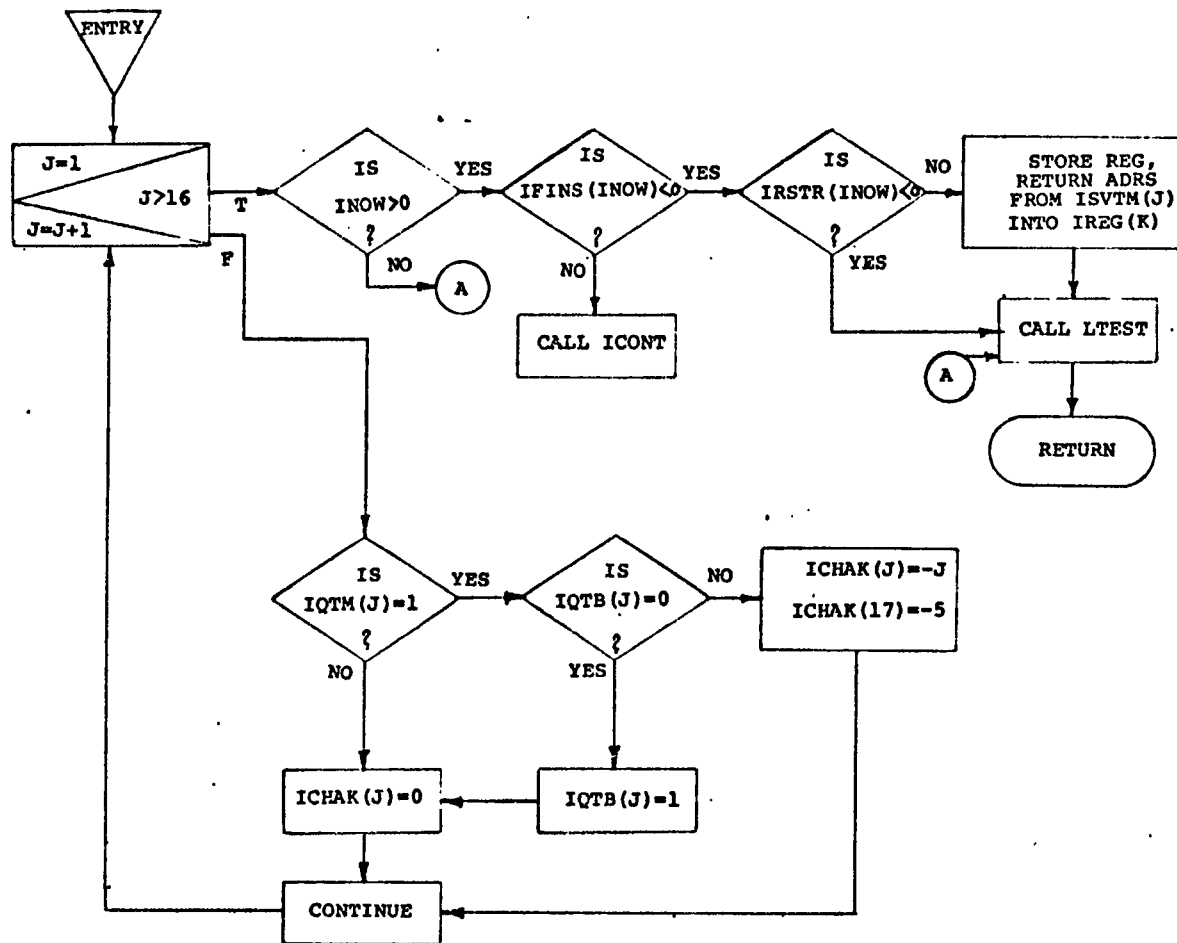 ENTRY
J=1
J>16
J=J+1
T
F
IS
INOW>0
?
YES
NO
A
IS
IFINS(INOW)<0
?
YES
NO
CALL ICONT
IS
IRSTR(INOW)<0
?
NO
YES
STORE REG,
RETURN ADRS
FROM ISVTM(J)
INTO IREG(K)
CALL LTEST
A
RETURN
IS
IQTM(J)=1
?
YES
NO
IS
IQTB(J)=0
?
NO
YES
ICHAK(J)=-J
ICHAK(17)=-5
ICHAK(J)=0
IQTB(J)=1
CONTINUE